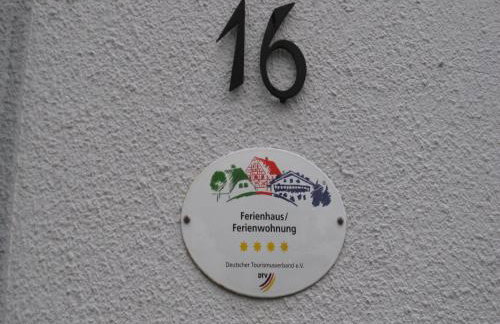 16
Ferienhaus/
Ferienwohnung
Deutscher Tourismusverband e.V.
DTV